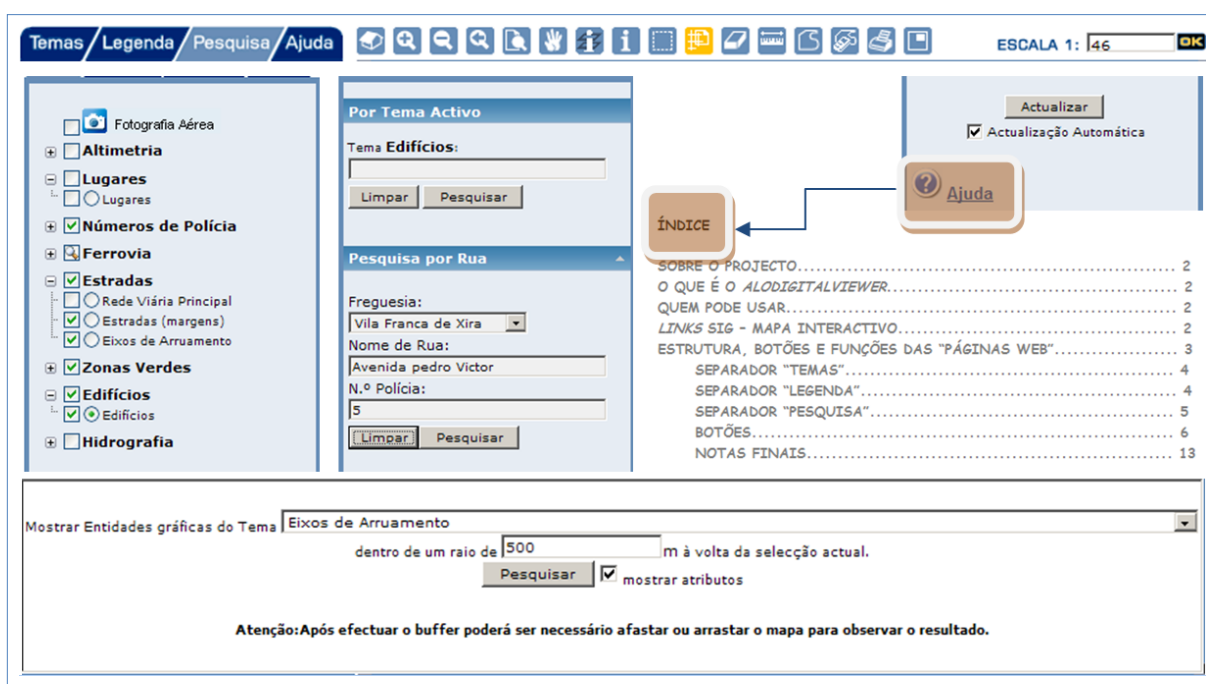 Temas Legenda Pesquisa Ajuda
ESCALA 1: 46 OK
Fotografia Aérea
Altimetria
Lugares
Lugares
Números de Polícia
Ferrovia
Estradas
Rede Viária Principal
Estradas (margens)
Eixos de Arruamento
Zonas Verdes
Edifícios
Edifícios
Hidrografia
Por Tema Activo
Tema Edifícios:
Limpar Pesquisar
Pesquisa por Rua
Freguesia:
Vila Franca de Xira
Nome de Rua:
Avenida pedro Victor
N.º Polícia:
5
Limpar Pesquisar
Actualizar
Actualização Automática
Ajuda
ÍNDICE
SOBRE O PROJECTO.......................................................... 2
O QUE É O ALODIGITALVIEWER............................................ 2
QUEM PODE USAR............................................................ 2
LINKS SIG – MAPA INTERACTIVO.......................................... 2
ESTRUTURA, BOTÕES E FUNÇÕES DAS "PÁGINAS WEB"................... 3
SEPARADOR "TEMAS".................................................... 4
SEPARADOR "LEGENDA".................................................. 4
SEPARADOR "PESQUISA"................................................. 5
BOTÕES................................................................ 6
NOTAS FINAIS.......................................................... 13
Mostrar Entidades gráficas do Tema Eixos de Arruamento
dentro de um raio de 500 m à volta da selecção actual.
Pesquisar mostrar atributos
Atenção:Após efectuar o buffer poderá ser necessário afastar ou arrastar o mapa para observar o resultado.